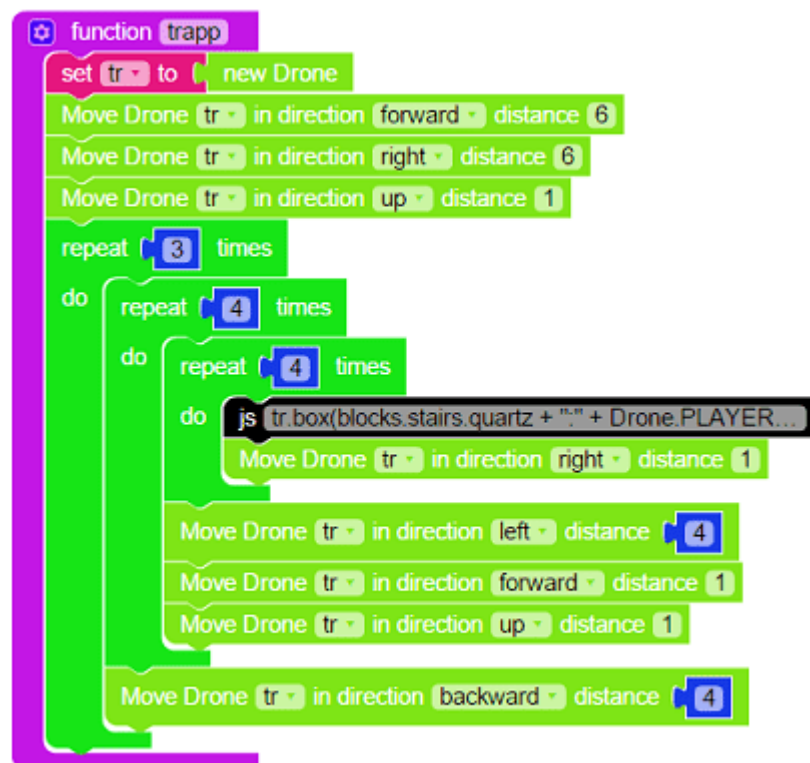 function trapp
set tr to new Drone
Move Drone tr in direction forward distance 6
Move Drone tr in direction right distance 6
Move Drone tr in direction up distance 1
repeat 3 times
do repeat 4 times
do repeat 4 times
do js tr.box(blocks.stairs.quartz + ":" + Drone.PLAYER...
Move Drone tr in direction right distance 1
Move Drone tr in direction left distance 4
Move Drone tr in direction forward distance 1
Move Drone tr in direction up distance 1
Move Drone tr in direction backward distance 4